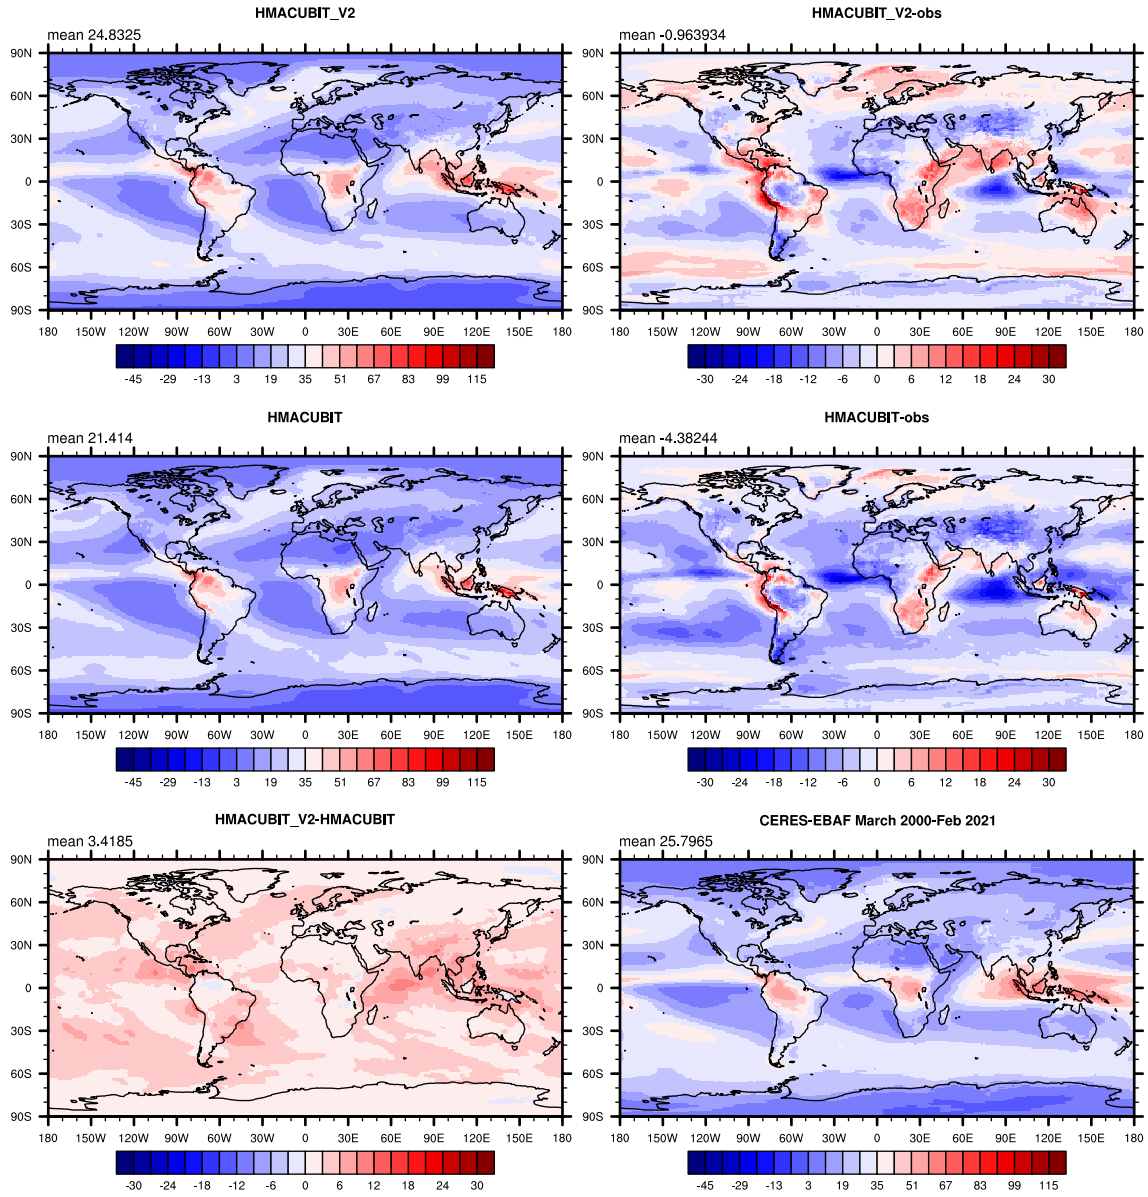 HMACUBIT_V2
mean 24.8325
90N
60N
30N
0
30S
60S
90S
180 150W 120W 90W 60W 30W 0 30E 60E 90E 120E 150E 180
-45 -29 -13 3 19 35 51 67 83 99 115
HMACUBIT_V2-obs
mean -0.963934
90N
60N
30N
0
30S
60S
90S
180 150W 120W 90W 60W 30W 0 30E 60E 90E 120E 150E 180
-30 -24 -18 -12 -6 0 6 12 18 24 30
HMACUBIT
mean 21.414
90N
60N
30N
0
30S
60S
90S
180 150W 120W 90W 60W 30W 0 30E 60E 90E 120E 150E 180
-45 -29 -13 3 19 35 51 67 83 99 115
HMACUBIT-obs
mean -4.38244
90N
60N
30N
0
30S
60S
90S
180 150W 120W 90W 60W 30W 0 30E 60E 90E 120E 150E 180
-30 -24 -18 -12 -6 0 6 12 18 24 30
HMACUBIT_V2-HMACUBIT
mean 3.4185
90N
60N
30N
0
30S
60S
90S
180 150W 120W 90W 60W 30W 0 30E 60E 90E 120E 150E 180
-30 -24 -18 -12 -6 0 6 12 18 24 30
CERES-EBAF March 2000-Feb 2021
mean 25.7965
90N
60N
30N
0
30S
60S
90S
180 150W 120W 90W 60W 30W 0 30E 60E 90E 120E 150E 180
-45 -29 -13 3 19 35 51 67 83 99 115